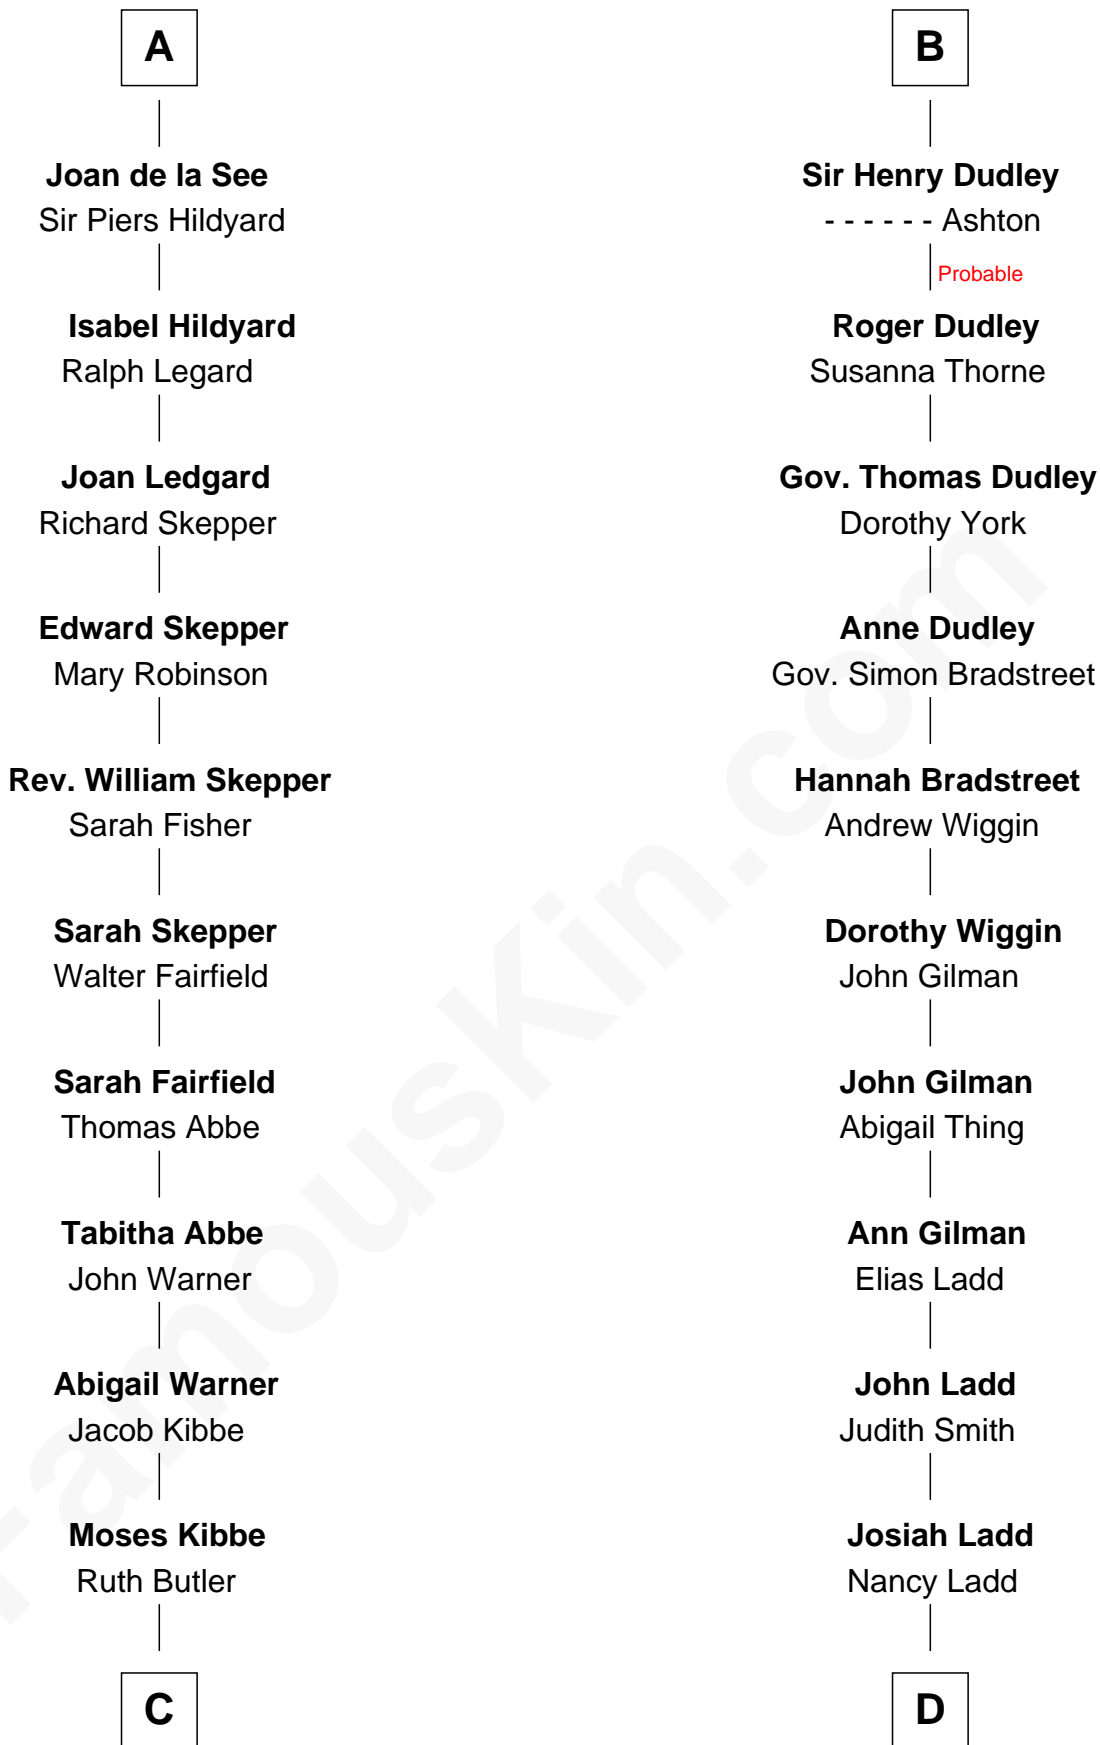 A
Joan de la See
Sir Piers Hildyard
Isabel Hildyard
Ralph Legard
Joan Ledgard
Richard Skepper
Edward Skepper
Mary Robinson
Rev. William Skepper
Sarah Fisher
Sarah Skepper
Walter Fairfield
Sarah Fairfield
Thomas Abbe
Tabitha Abbe
John Warner
Abigail Warner
Jacob Kibbe
Moses Kibbe
Ruth Butler
C
B
Sir Henry Dudley
- - - - - - Ashton
Probable
Roger Dudley
Susanna Thorne
Gov. Thomas Dudley
Dorothy York
Anne Dudley
Gov. Simon Bradstreet
Hannah Bradstreet
Andrew Wiggin
Dorothy Wiggin
John Gilman
John Gilman
Abigail Thing
Ann Gilman
Elias Ladd
John Ladd
Judith Smith
Josiah Ladd
Nancy Ladd
D
FamousKin.com